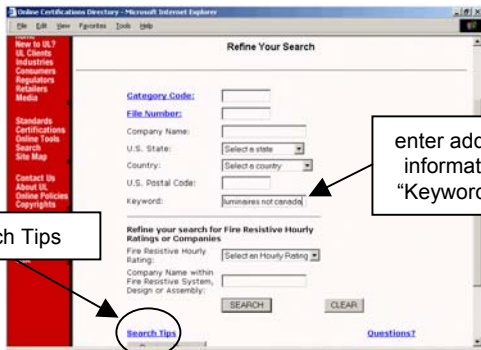 Online Certifications Directory - Microsoft Internet Explorer
File Edit View Favorites Tools Help
Home
New to UL?
UL Clients
Industries
Consumers
Regulators
Retailers
Media
Standards
Certifications
Online Tools
Search
Site Map
Contact Us
About UL
Online Policies
Copyrights
Refine Your Search
Category Code:
File Number:
Company Name:
U.S. State: Select a state
Country: Select a country
U.S. Postal Code:
Keyword: luminaires not canada
Refine your search for Fire Resistive Hourly
Ratings or Companies
Fire Resistive Hourly
Rating: Select an Hourly Rating
Company Name within
Fire Resistive System,
Design or Assembly:
SEARCH CLEAR
Search Tips Questions?
enter add
informat
"Keyword
ch Tips